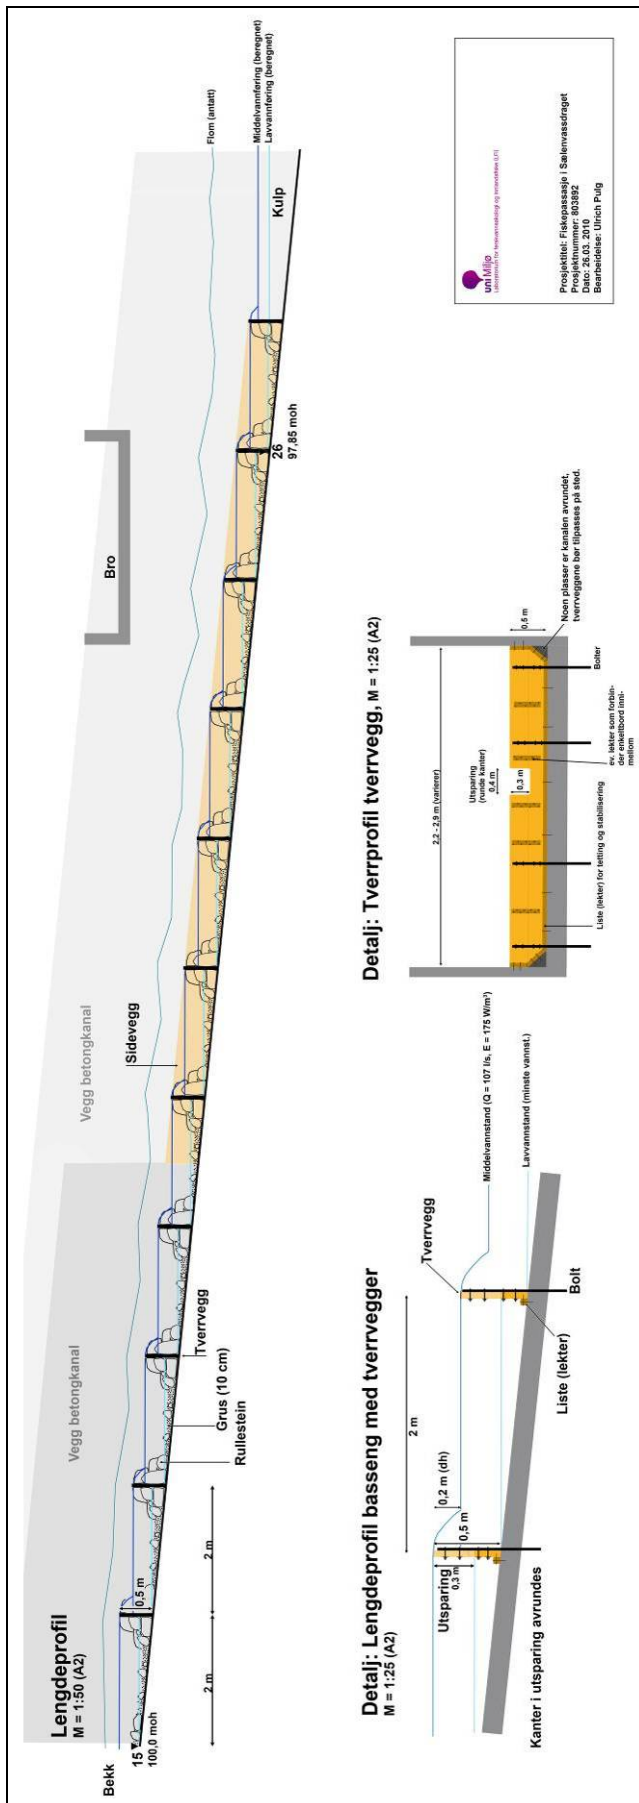 Lengdeprofil
M = 1:50 (A2)
Bekk
15
100,0 moh
2 m
2 m
0,5 m
Vegg betongkanal
Vegg betongkanal
Rullestein
Grus (10 cm)
Tverrvegg
Sidevegg
Bro
26
97,85 moh
Kulp
Flom (antatt)
Middelvannføring (beregnet)
Lavvannføring (beregnet)
Detalj: Lengdeprofil basseng med tverrvegger
M = 1:25 (A2)
Utsparing
0,3 m
0,5 m
0,2 m (dh)
2 m
Tverrvegg
Middelvannstand (Q = 107 l/s, E = 175 W/m³)
Lavvannstand (minste vannst.)
Bolt
Liste (lekter)
Kanter i utsparing avrundes
Detalj: Tverrprofil tverrvegg, M = 1:25 (A2)
2,2 - 2,9 m (varierer)
Utsparing
(runde kanter)
0,4 m
0,3 m
0,5 m
Liste (lekter) for tetting og stabilisering
ev. lekter som forbin-
der enkeltbord inni-
mellom
Bolter
Noen plasser er kanalen avrundet,
tverrveggene bør tilpasses på sted.
uni Miljø
Prosjekttitel: Fiskepassasje i Sælenvassdraget
Prosjektnummer: 803892
Dato: 26.03. 2010
Bearbeidelse: Ulrich Pulg